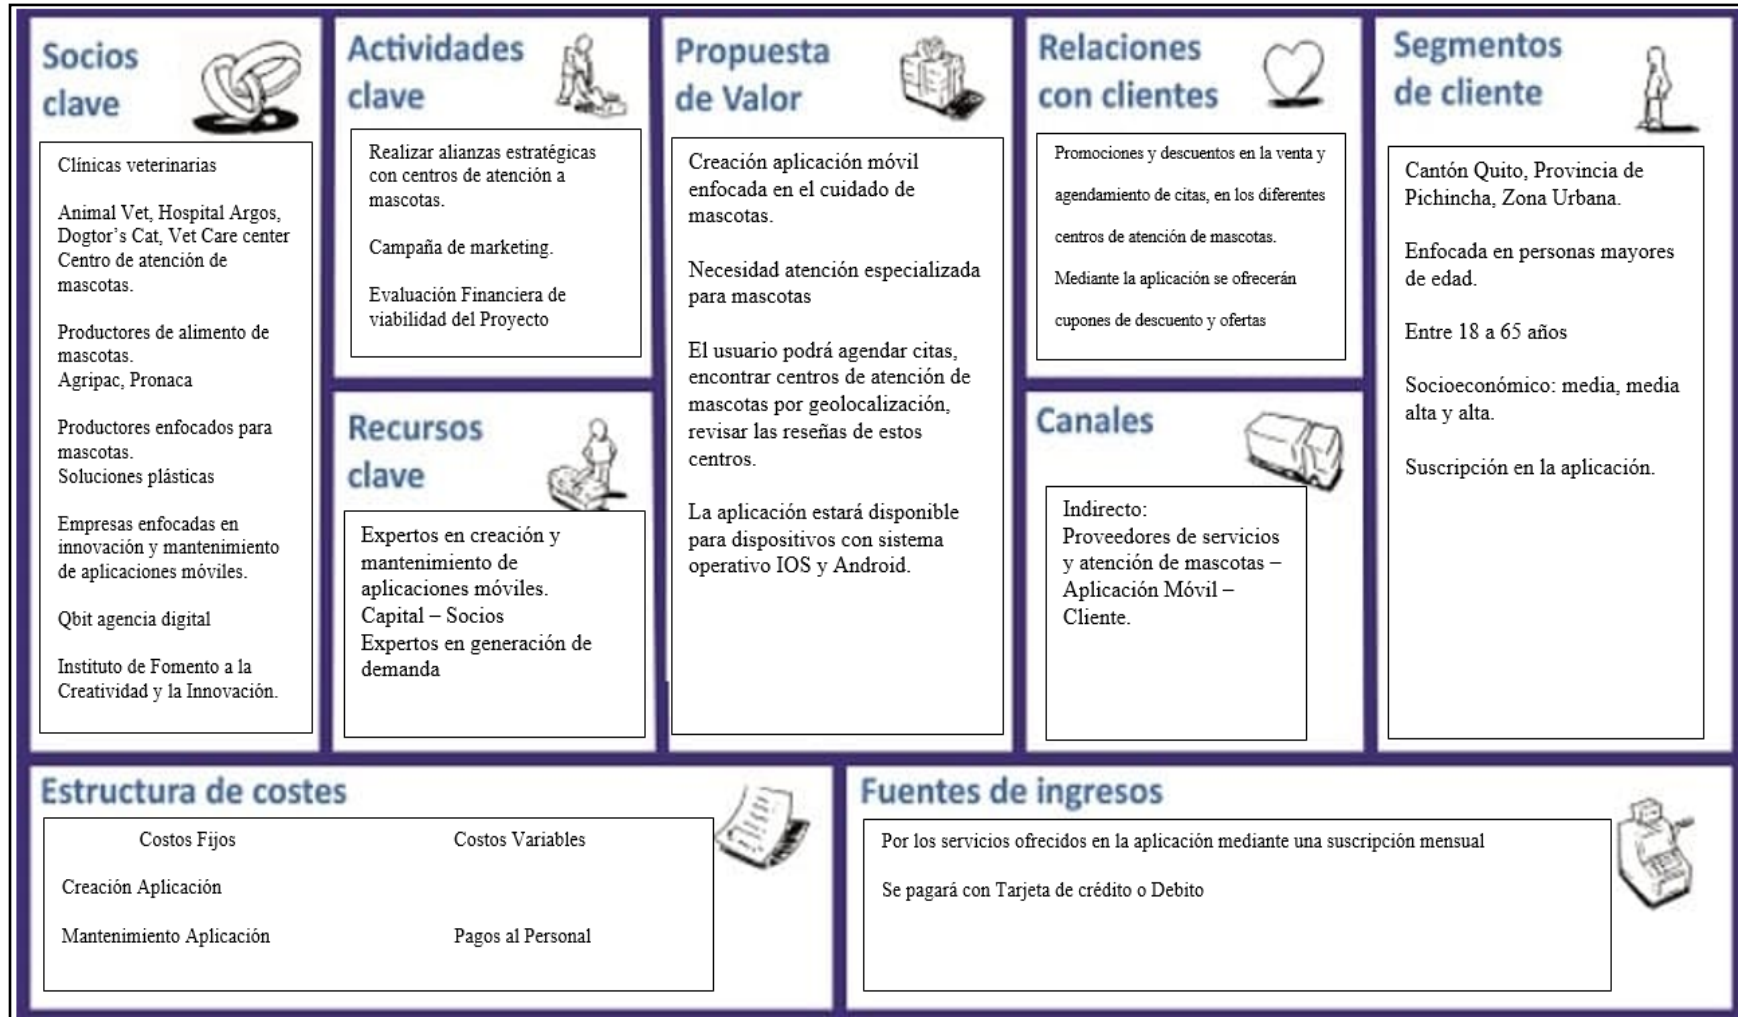 Socios
clave
Clínicas veterinarias
Animal Vet, Hospital Argos,
Dogtor’s Cat, Vet Care center
Centro de atención de
mascotas.
Productores de alimento de
mascotas.
Agripac, Pronaca
Productores enfocados para
mascotas.
Soluciones plásticas
Empresas enfocadas en
innovación y mantenimiento
de aplicaciones móviles.
Qbit agencia digital
Instituto de Fomento a la
Creatividad y la Innovación.
Actividades
clave
Realizar alianzas estratégicas
con centros de atención a
mascotas.
Campaña de marketing.
Evaluación Financiera de
viabilidad del Proyecto
Recursos
clave
Expertos en creación y
mantenimiento de
aplicaciones móviles.
Capital – Socios
Expertos en generación de
demanda
Propuesta
de Valor
Creación aplicación móvil
enfocada en el cuidado de
mascotas.
Necesidad atención especializada
para mascotas
El usuario podrá agendar citas,
encontrar centros de atención de
mascotas por geolocalización,
revisar las reseñas de estos
centros.
La aplicación estará disponible
para dispositivos con sistema
operativo IOS y Android.
Relaciones
con clientes
Promociones y descuentos en la venta y
agendamiento de citas, en los diferentes
centros de atención de mascotas.
Mediante la aplicación se ofrecerán
cupones de descuento y ofertas
Canales
Indirecto:
Proveedores de servicios
y atención de mascotas –
Aplicación Móvil –
Cliente.
Segmentos
de cliente
Cantón Quito, Provincia de
Pichincha, Zona Urbana.
Enfocada en personas mayores
de edad.
Entre 18 a 65 años
Socioeconómico: media, media
alta y alta.
Suscripción en la aplicación.
Estructura de costes
Costos Fijos
Costos Variables
Creación Aplicación
Mantenimiento Aplicación
Pagos al Personal
Fuentes de ingresos
Por los servicios ofrecidos en la aplicación mediante una suscripción mensual
Se pagará con Tarjeta de crédito o Debito